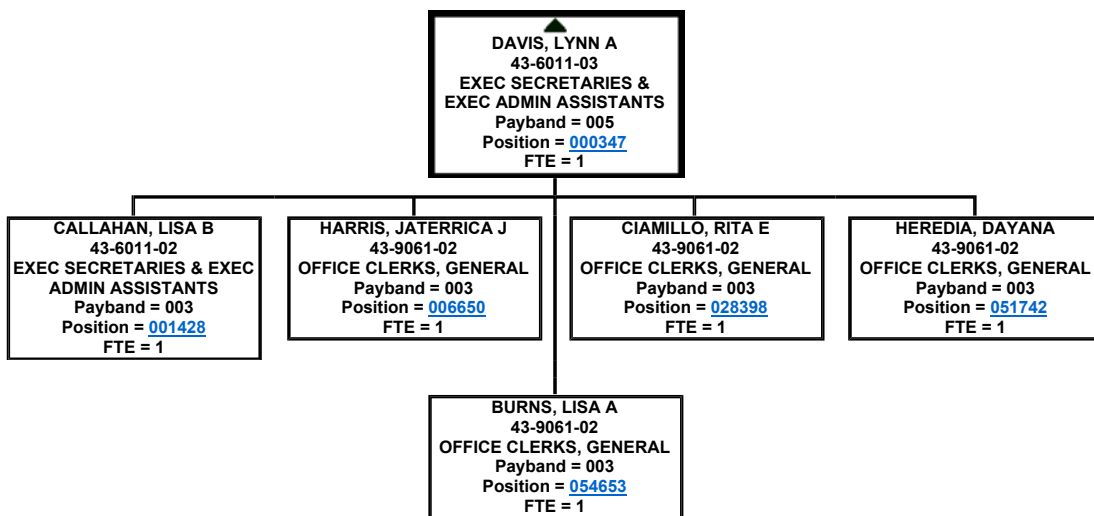 DAVIS, LYNN A
43-6011-03
EXEC SECRETARIES &
EXEC ADMIN ASSISTANTS
Payband = 005
Position = 000347
FTE = 1
CALLAHAN, LISA B
43-6011-02
EXEC SECRETARIES & EXEC
ADMIN ASSISTANTS
Payband = 003
Position = 001428
FTE = 1
HARRIS, JATERRICA J
43-9061-02
OFFICE CLERKS, GENERAL
Payband = 003
Position = 006650
FTE = 1
CIAMILLO, RITA E
43-9061-02
OFFICE CLERKS, GENERAL
Payband = 003
Position = 028398
FTE = 1
HEREDIA, DAYANA
43-9061-02
OFFICE CLERKS, GENERAL
Payband = 003
Position = 051742
FTE = 1
BURNS, LISA A
43-9061-02
OFFICE CLERKS, GENERAL
Payband = 003
Position = 054653
FTE = 1